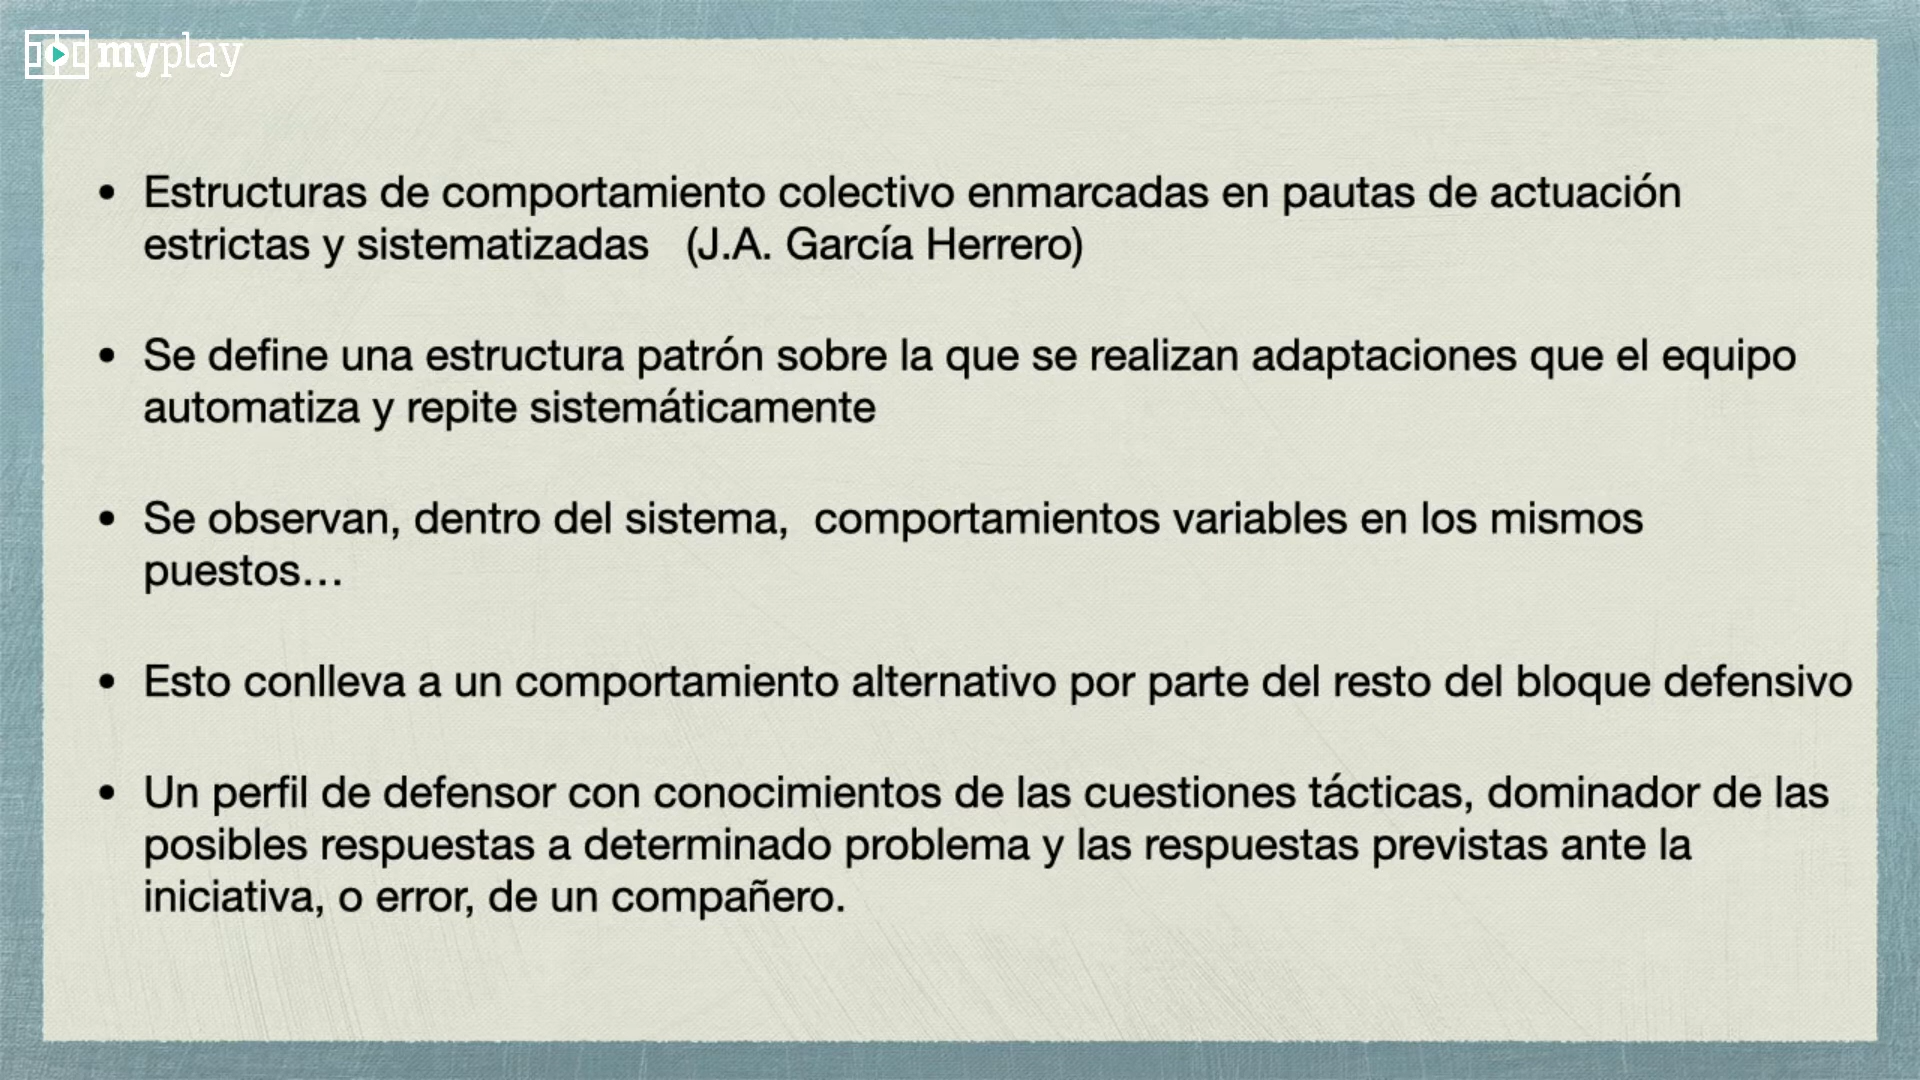 myplay
• Estructuras de comportamiento colectivo enmarcadas en pautas de actuación
estrictas y sistematizadas (J.A. García Herrero)
• Se define una estructura patrón sobre la que se realizan adaptaciones que el equipo
automatiza y repite sistemáticamente
• Se observan, dentro del sistema, comportamientos variables en los mismos
puestos…
• Esto conlleva a un comportamiento alternativo por parte del resto del bloque defensivo
• Un perfil de defensor con conocimientos de las cuestiones tácticas, dominador de las
posibles respuestas a determinado problema y las respuestas previstas ante la
iniciativa, o error, de un compañero.